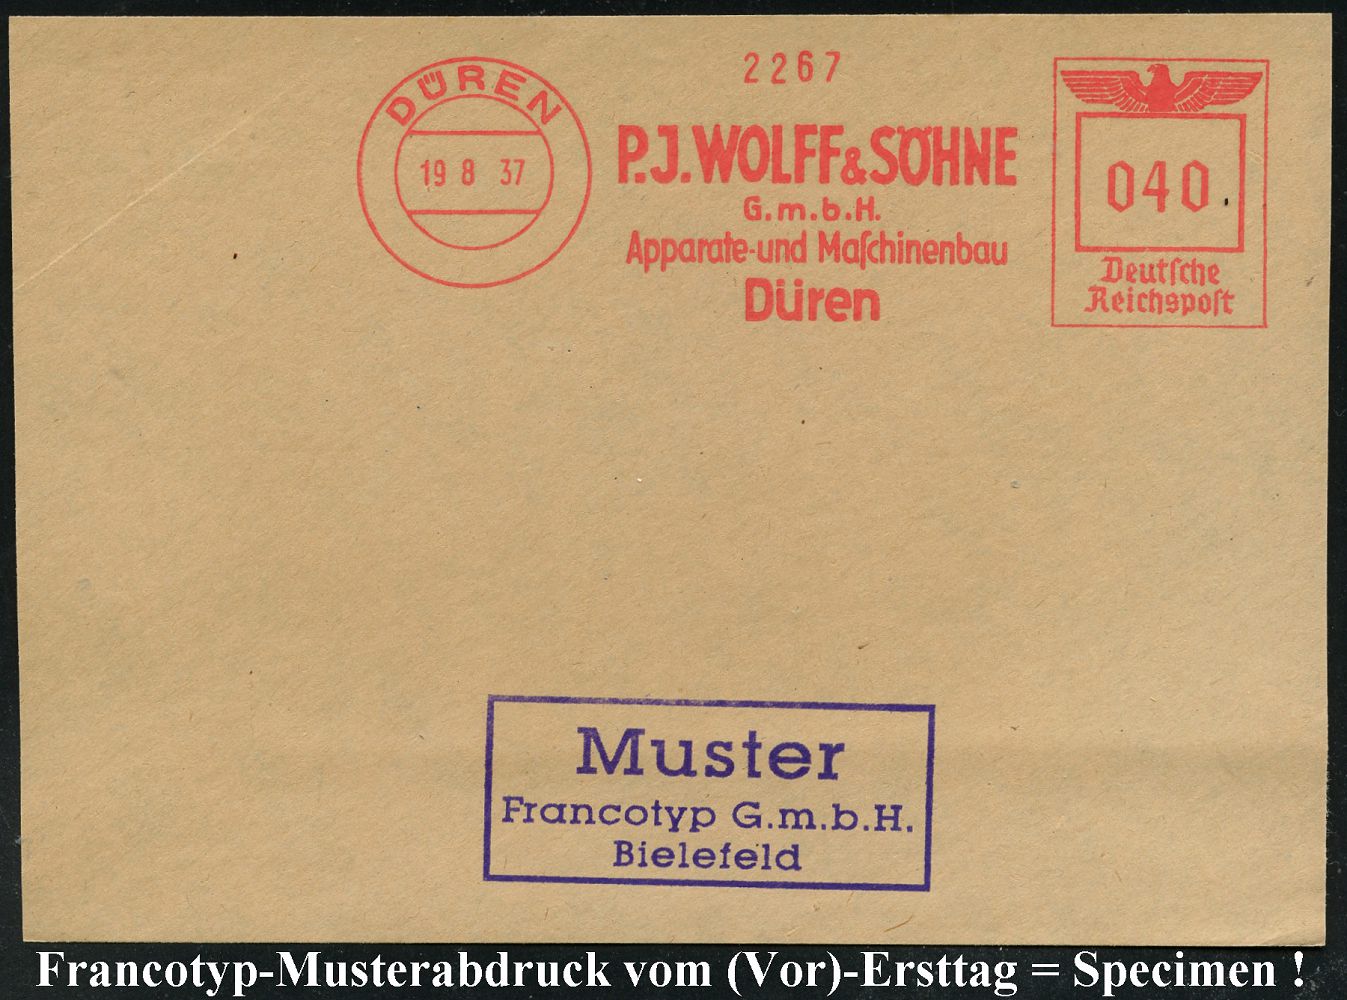 DÜREN
19 8 37
2267
P.J.WOLFF&SÖHNE
G.m.b.H.
Apparate-und Maſchinenbau
Düren
040
Deutſche
Reichspoſt
Muster
Francotyp G.m.b.H.
Bielefeld
Francotyp-Musterabdruck vom (Vor)-Ersttag = Specimen !